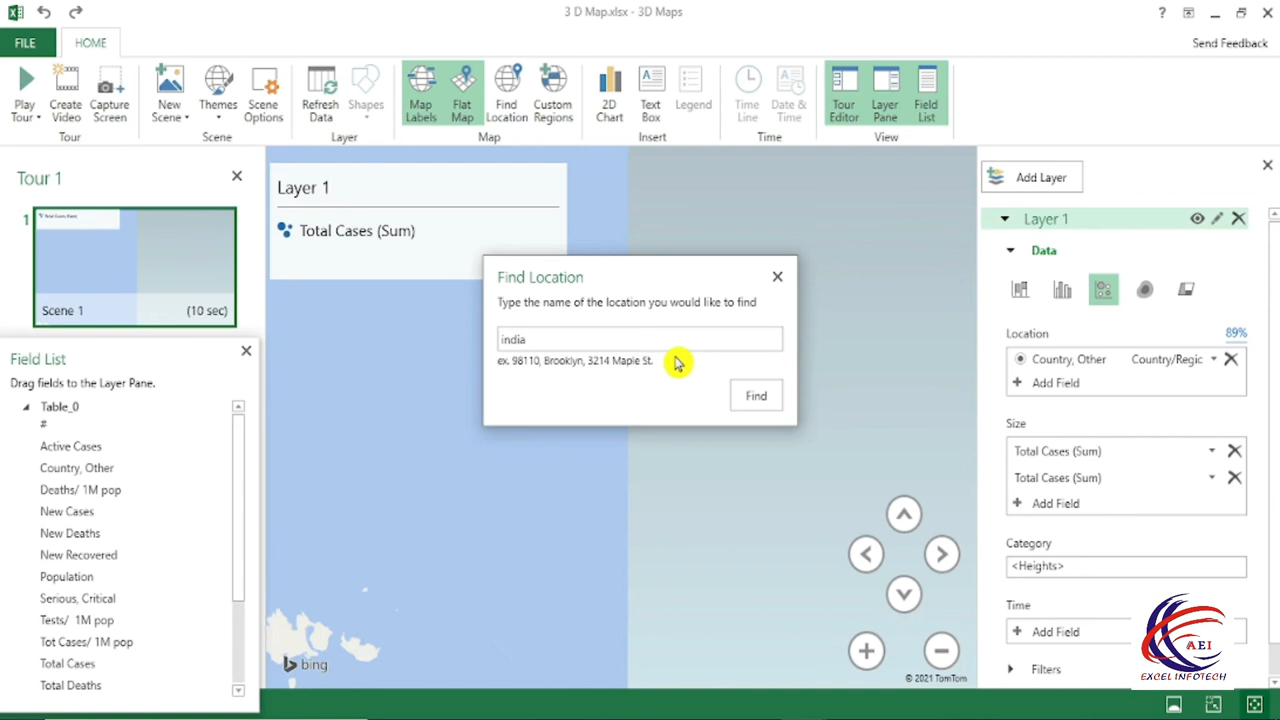 3 D Map.xlsx - 3D Maps
?
FILE
HOME
Send Feedback
Play Tour
Create Video
Capture Screen
New Scene
Themes
Scene Options
Refresh Data
Shapes
Map Labels
Flat Map
Find Location
Custom Regions
2D Chart
Text Box
Legend
Time Line
Date & Time
Tour Editor
Layer Pane
Field List
Tour
Scene
Layer
Map
Insert
Time
View
Tour 1
1
Scene 1
(10 sec)
Field List
Drag fields to the Layer Pane.
Table_0
#
Active Cases
Country, Other
Deaths/ 1M pop
New Cases
New Deaths
New Recovered
Population
Serious, Critical
Tests/ 1M pop
Tot Cases/ 1M pop
Total Cases
Total Deaths
Layer 1
Total Cases (Sum)
Find Location
Type the name of the location you would like to find
india
ex. 98110, Brooklyn, 3214 Maple St.
Find
bing
© 2021 TomTom
Add Layer
Layer 1
Data
Location
89%
Country, Other
Country/Regic
Add Field
Size
Total Cases (Sum)
Total Cases (Sum)
Add Field
Category
<Heights>
Time
Add Field
Filters
AEI
EXCEL INFOTECH